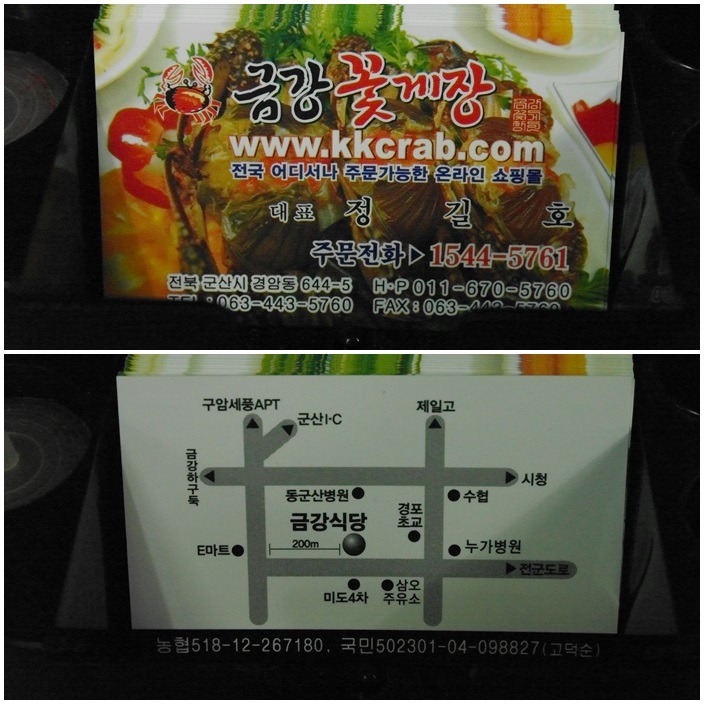 금강 꽃게장
www.kkcrab.com
전국 어디서나 주문가능한 온라인 쇼핑몰
대표 정 길 호
주문전화▶1544-5761
전북 군산시 경암동 644-5 H·P 011-670-5760
TEL : 063-443-5760 FAX : 063-443-5760
구암세풍APT
군산I·C
제일고
금강하구둑
시청
동군산병원
수협
경포
초교
금강식당
200m
E마트
누가병원
전군도로
미도4차
삼오
주유소
농협518-12-267180, 국민502301-04-098827(고덕순)